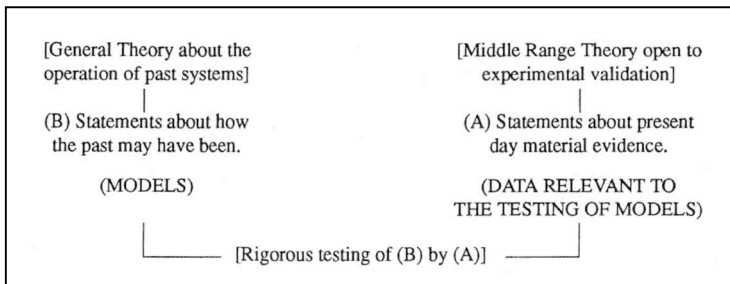 [General Theory about the
operation of past systems]
(B) Statements about how
the past may have been.
(MODELS)
[Middle Range Theory open to
experimental validation]
(A) Statements about present
day material evidence.
(DATA RELEVANT TO
THE TESTING OF MODELS)
[Rigorous testing of (B) by (A)]